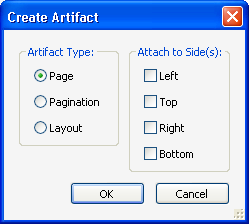 Create Artifact
Artifact Type:
Page
Pagination
Layout
Attach to Side(s):
Left
Top
Right
Bottom
OK
Cancel